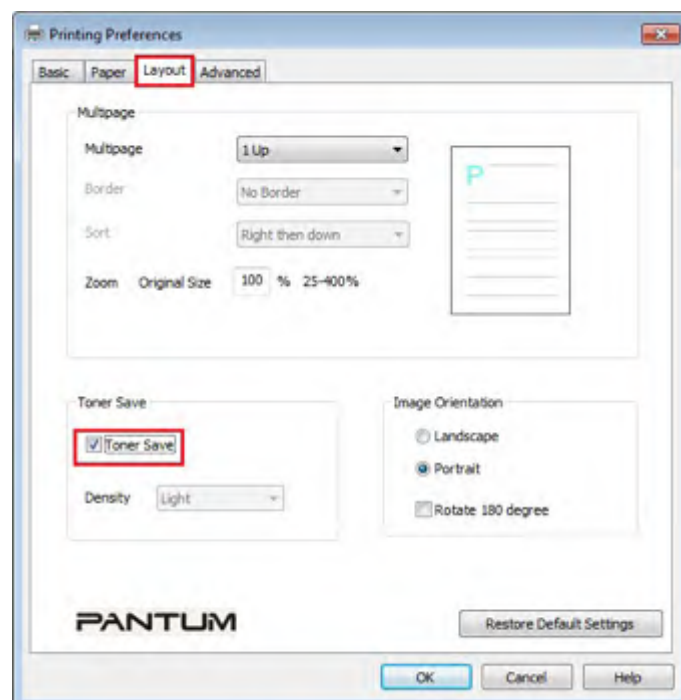 Printing Preferences
Basic Paper Layout Advanced
Multipage
Multipage 1 Up
Border No Border
Sort Right then down
Zoom Original Size 100 % 25-400%
P
Toner Save
Toner Save
Density Light
Image Orientation
Landscape
Portrait
Rotate 180 degree
PANTUM
Restore Default Settings
OK Cancel Help